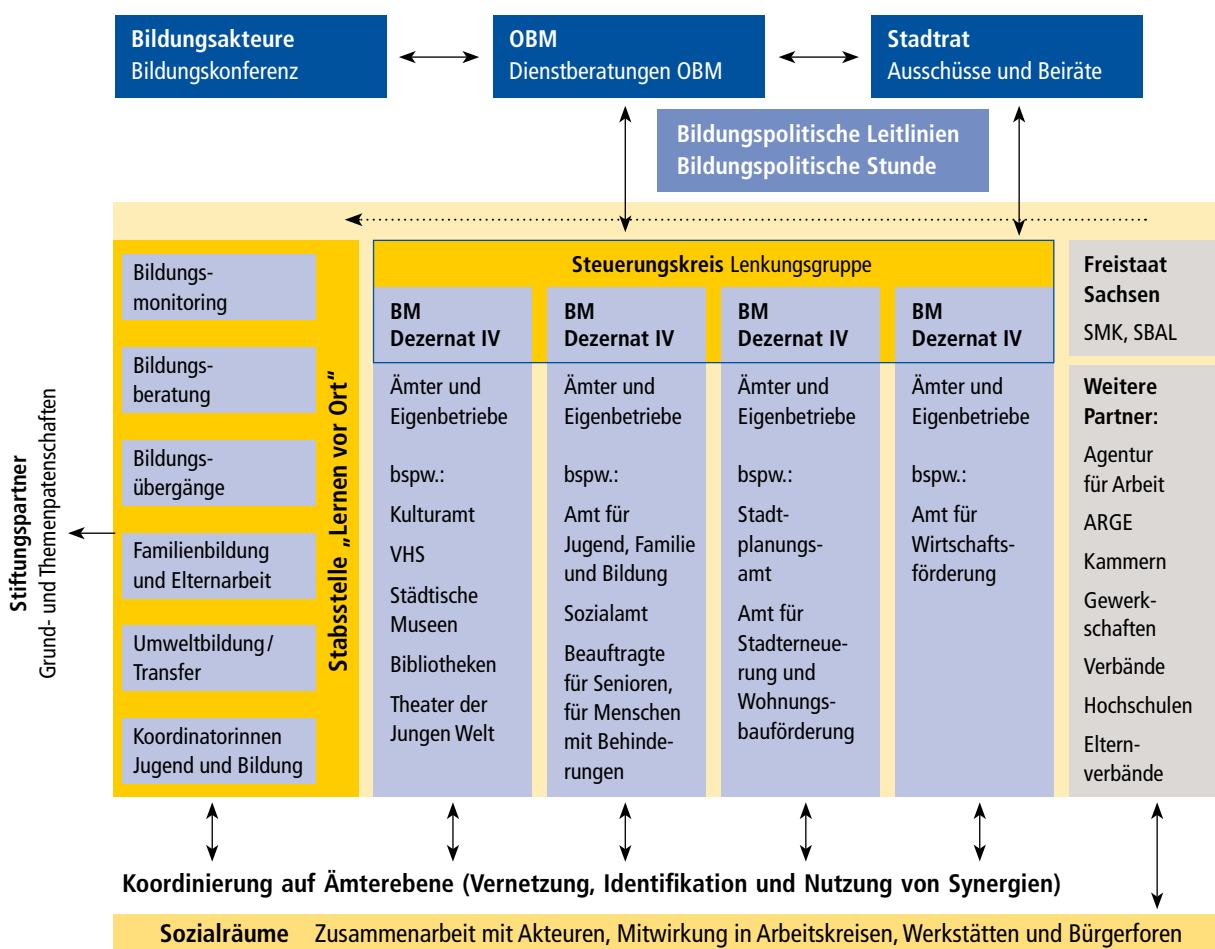 Bildungsakteure
Bildungskonferenz
OBM
Dienstberatungen OBM
Stadtrat
Ausschüsse und Beiräte
Bildungspolitische Leitlinien
Bildungspolitische Stunde
Stiftungspartner
Grund- und Themenpatenschaften
Bildungs-
monitoring
Bildungs-
beratung
Bildungs-
übergänge
Familienbildung
und Elternarbeit
Umweltbildung/
Transfer
Koordinatorinnen
Jugend und Bildung
Stabsstelle „Lernen vor Ort“
Steuerungskreis Lenkungsgruppe
BM
Dezernat IV
Ämter und
Eigenbetriebe
bspw.:
Kulturamt
VHS
Städtische
Museen
Bibliotheken
Theater der
Jungen Welt
BM
Dezernat IV
Ämter und
Eigenbetriebe
bspw.:
Amt für
Jugend, Familie
und Bildung
Sozialamt
Beauftragte
für Senioren,
für Menschen
mit Behinde-
rungen
BM
Dezernat IV
Ämter und
Eigenbetriebe
bspw.:
Stadt-
planungs-
amt
Amt für
Stadterneue-
rung und
Wohnungs-
bauförderung
BM
Dezernat IV
Ämter und
Eigenbetriebe
bspw.:
Amt für
Wirtschafts-
förderung
Freistaat
Sachsen
SMK, SBAL
Weitere
Partner:
Agentur
für Arbeit
ARGE
Kammern
Gewerk-
schaften
Verbände
Hochschulen
Eltern-
verbände
Koordinierung auf Ämterebene (Vernetzung, Identifikation und Nutzung von Synergien)
Sozialräume Zusammenarbeit mit Akteuren, Mitwirkung in Arbeitskreisen, Werkstätten und Bürgerforen